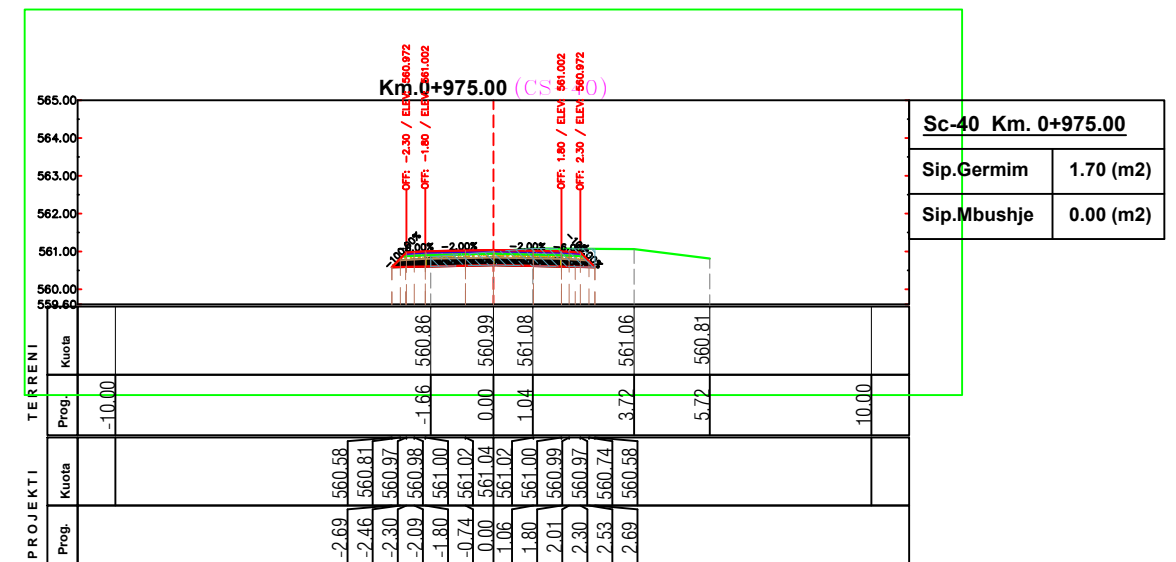 Km.0+975.00 (CS-40)
OFF: -2.30 / ELEV: 560.972
OFF: -1.80 / ELEV: 561.002
OFF: 1.80 / ELEV: 561.002
OFF: 2.30 / ELEV: 560.972
565.00
564.00
563.00
562.00
561.00
560.00
559.60
-2.00%
-2.00%
Sc-40 Km. 0+975.00
Sip.Germim 1.70 (m2)
Sip.Mbushje 0.00 (m2)
TERRENI
Kuota 560.86 560.99 561.08 561.06 560.81
Prog. -10.00 -1.66 0.00 1.04 3.72 5.72 10.00
PROJEKTI
Kuota 560.58 560.81 560.97 560.98 561.00 561.02 561.04 561.02 561.00 560.99 560.97 560.74 560.58
Prog. -2.69 -2.46 -2.30 -2.09 -1.80 -0.74 0.00 1.06 1.80 2.01 2.30 2.53 2.69